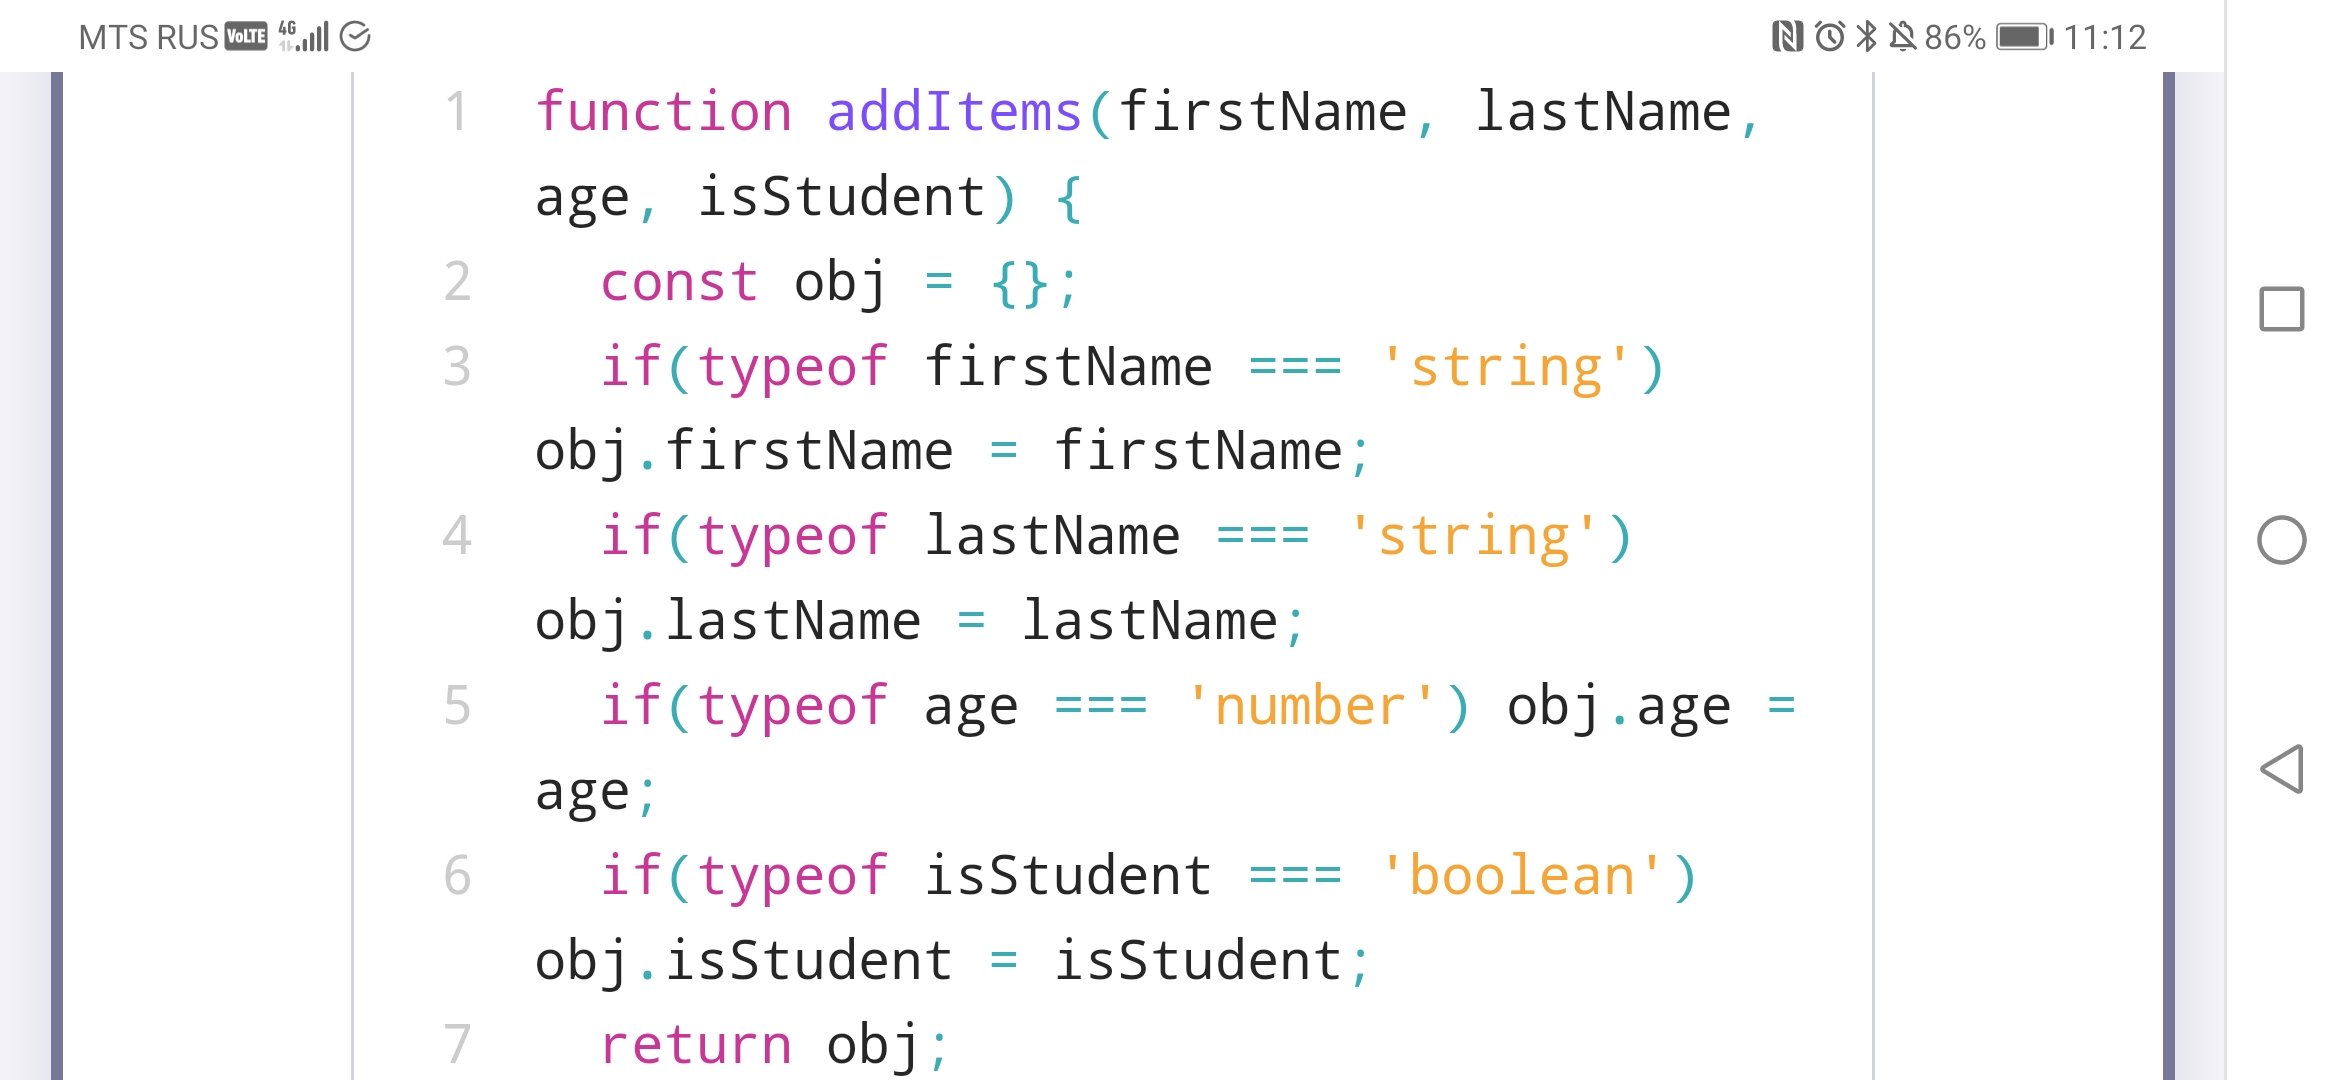 MTS RUS VoLTE 4G 86% 11:12
1 function addItems(firstName, lastName,
age, isStudent) {
2 const obj = {};
3 if(typeof firstName === 'string')
obj.firstName = firstName;
4 if(typeof lastName === 'string')
obj.lastName = lastName;
5 if(typeof age === 'number') obj.age =
age;
6 if(typeof isStudent === 'boolean')
obj.isStudent = isStudent;
7 return obj;